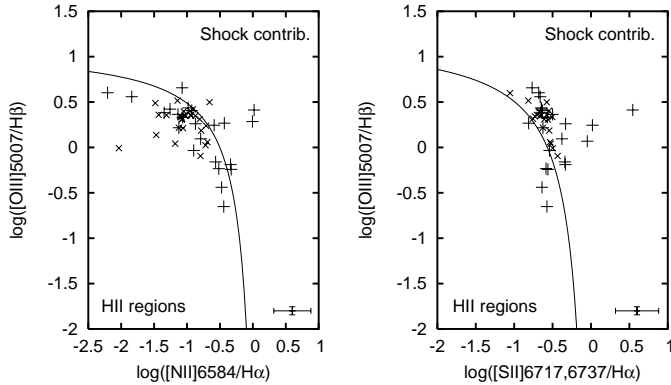 1.5
1
0.5
0
-0.5
-1
-1.5
-2
-2.5 -2 -1.5 -1 -0.5 0 0.5 1
log([OIII]5007/Hβ)
log([NII]6584/Hα)
Shock contrib.
HII regions
1.5
1
0.5
0
-0.5
-1
-1.5
-2
-2 -1.5 -1 -0.5 0 0.5 1
log([OIII]5007/Hβ)
log([SII]6717,6737/Hα)
Shock contrib.
HII regions